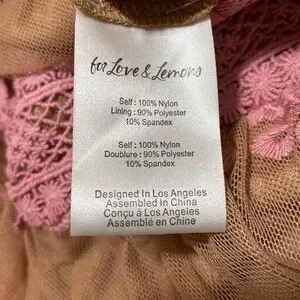 for Love & Lemons
Self : 100% Nylon
Lining : 90% Polyester
10% Spandex
Self : 100% Nylon
Doublure : 90% Polyester
10% Spandex
Designed In Los Angeles
Assembled In China
Conçu à Los Angeles
Assemblé en Chine